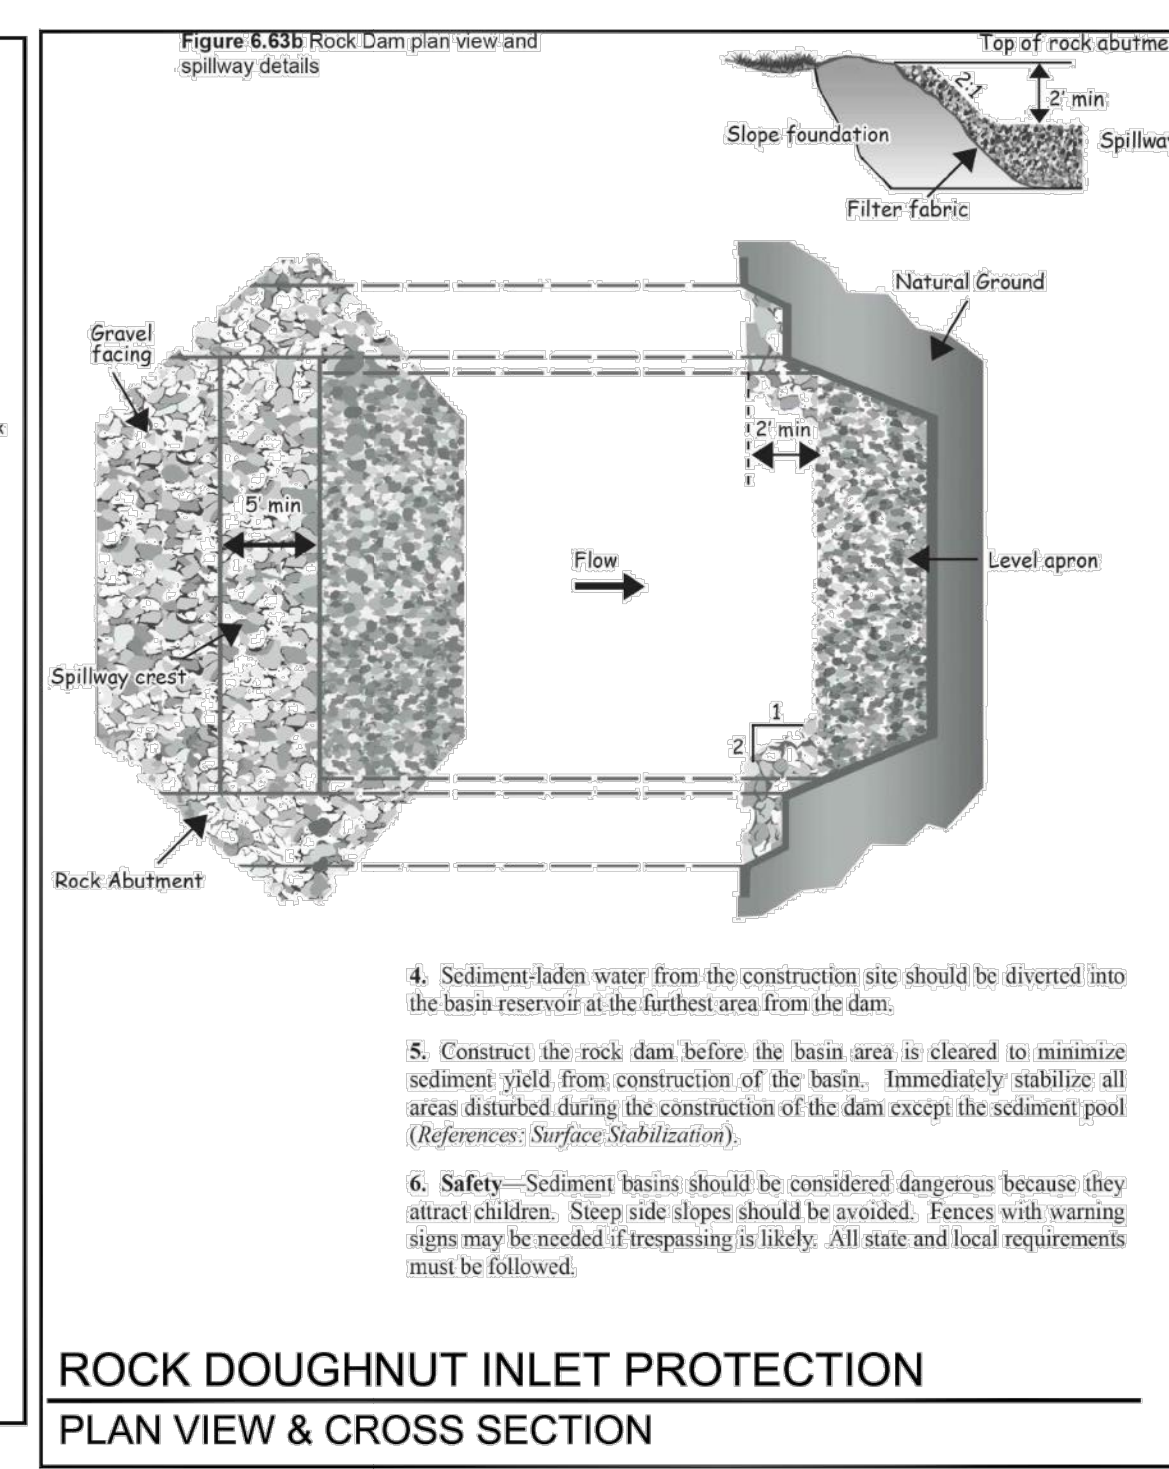 Figure 6.63b Rock Dam plan view and
spillway details
Top of rock abutme
2:1
2' min
Slope foundation
Spillway
Filter fabric
Natural Ground
Gravel
facing
2' min
5' min
Flow
Level apron
Spillway crest
1
2
Rock Abutment
4. Sediment-laden water from the construction site should be diverted into
the basin reservoir at the furthest area from the dam.
5. Construct the rock dam before the basin area is cleared to minimize
sediment yield from construction of the basin. Immediately stabilize all
areas disturbed during the construction of the dam except the sediment pool
(References: Surface Stabilization).
6. Safety—Sediment basins should be considered dangerous because they
attract children. Steep side slopes should be avoided. Fences with warning
signs may be needed if trespassing is likely. All state and local requirements
must be followed.
ROCK DOUGHNUT INLET PROTECTION
PLAN VIEW & CROSS SECTION